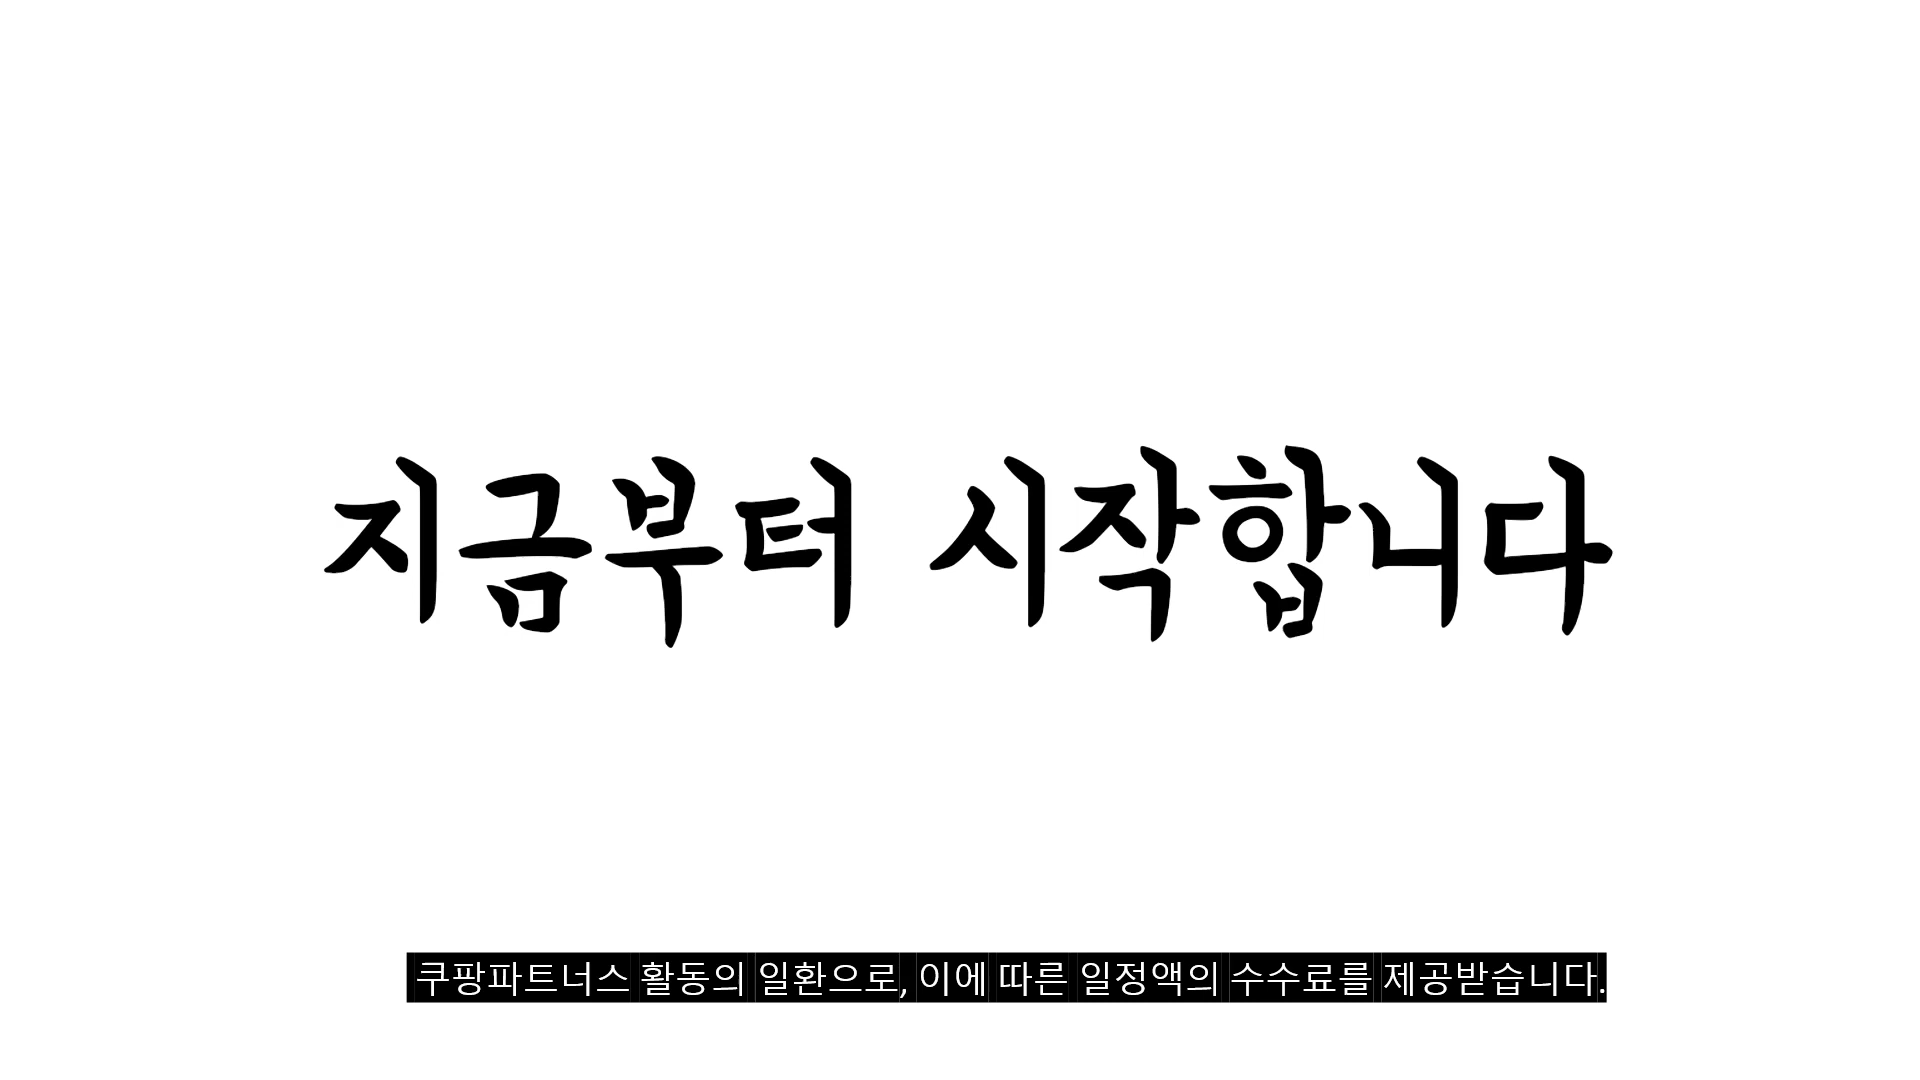 지금부터 시작합니다
쿠팡파트너스 활동의 일환으로, 이에 따른 일정액의 수수료를 제공받습니다.